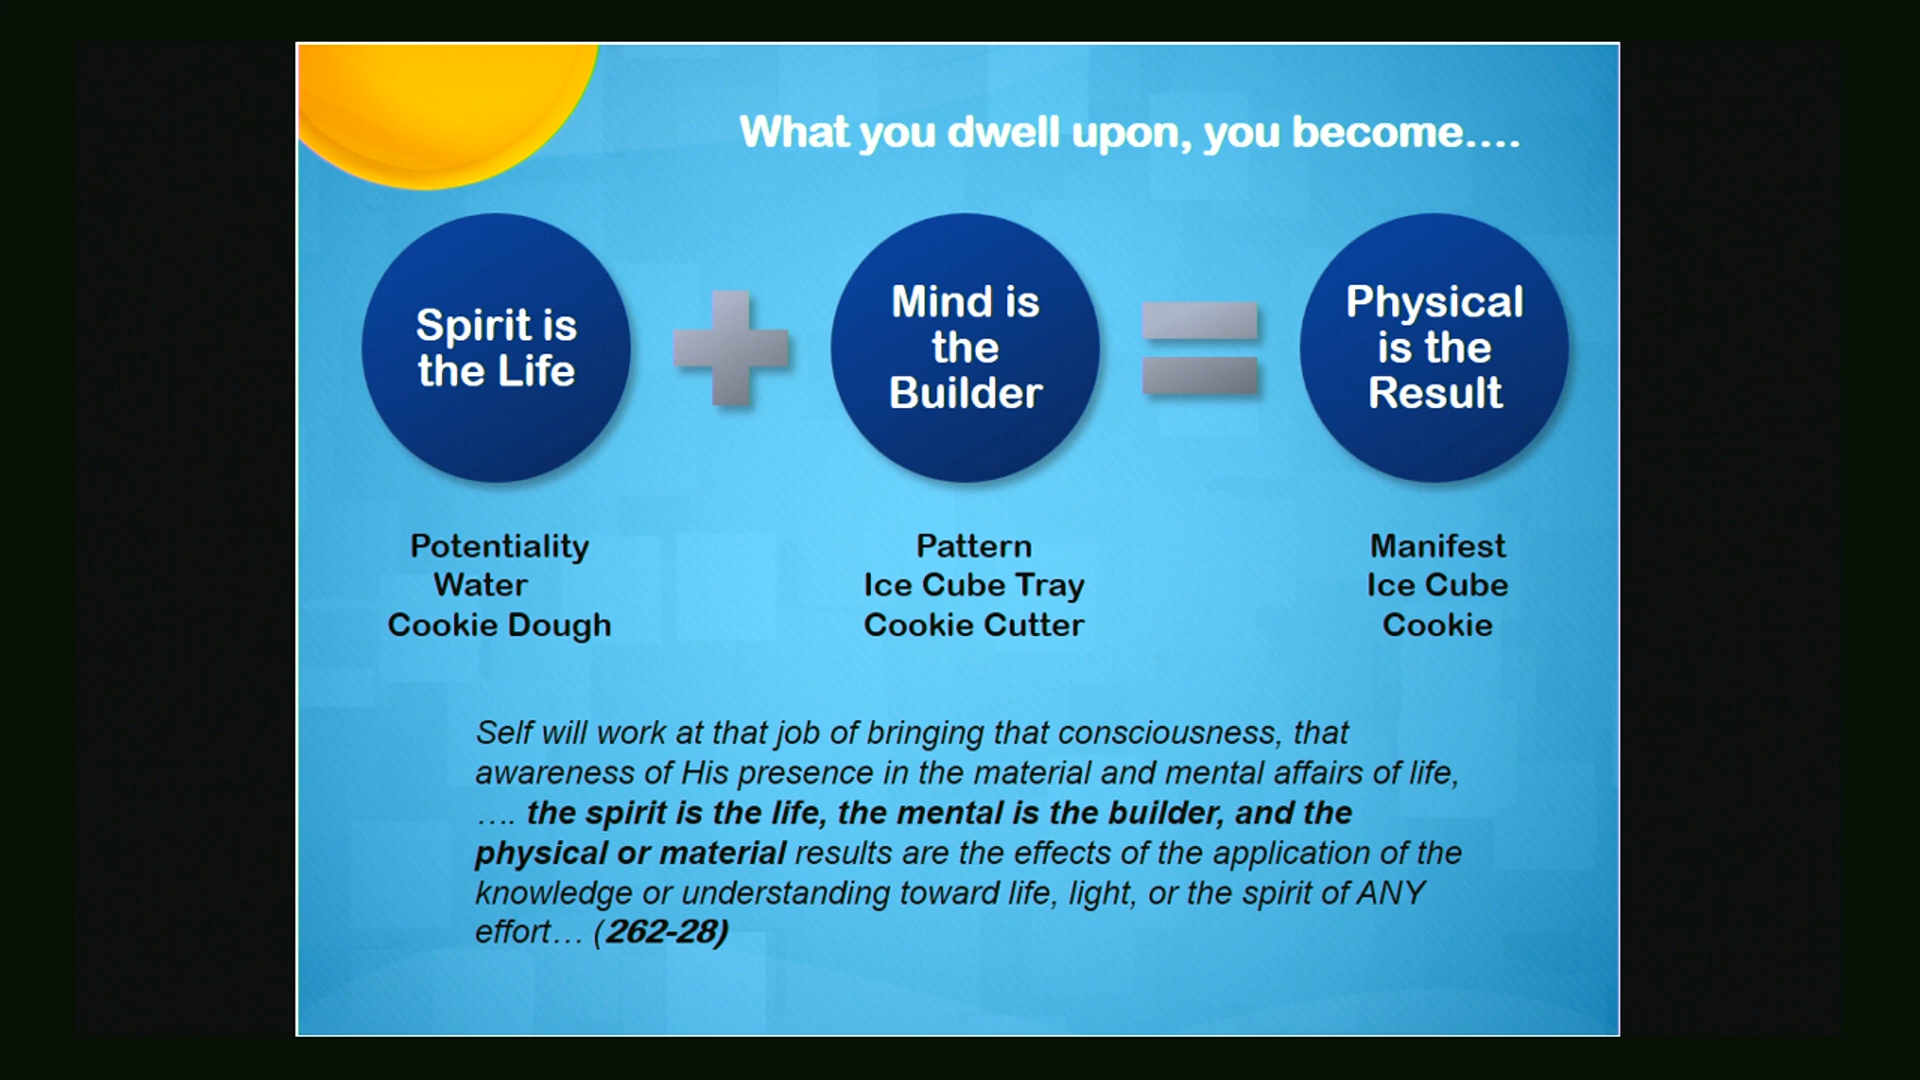 What you dwell upon, you become....
Spirit is
the Life
Mind is
the
Builder
Physical
is the
Result
Potentiality
Water
Cookie Dough
Pattern
Ice Cube Tray
Cookie Cutter
Manifest
Ice Cube
Cookie
Self will work at that job of bringing that consciousness, that
awareness of His presence in the material and mental affairs of life,
.... the spirit is the life, the mental is the builder, and the
physical or material results are the effects of the application of the
knowledge or understanding toward life, light, or the spirit of ANY
effort... (262-28)